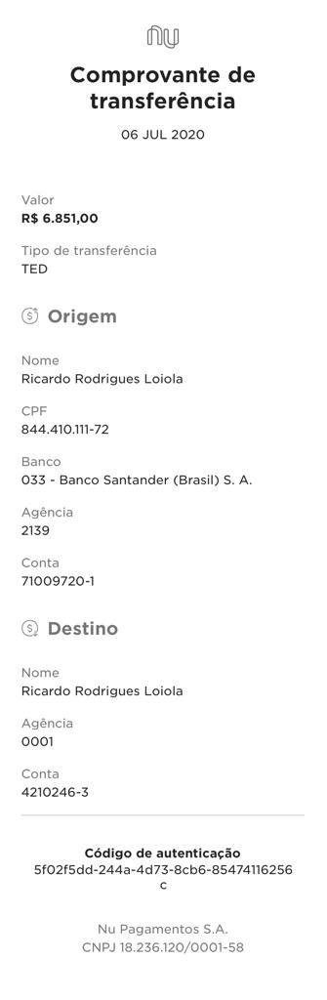 nu
Comprovante de
transferência
06 JUL 2020
Valor
R$ 6.851,00
Tipo de transferência
TED
Origem
Nome
Ricardo Rodrigues Loiola
CPF
844.410.111-72
Banco
033 - Banco Santander (Brasil) S. A.
Agência
2139
Conta
71009720-1
Destino
Nome
Ricardo Rodrigues Loiola
Agência
0001
Conta
4210246-3
Código de autenticação
5f02f5dd-244a-4d73-8cb6-85474116256
c
Nu Pagamentos S.A.
CNPJ 18.236.120/0001-58